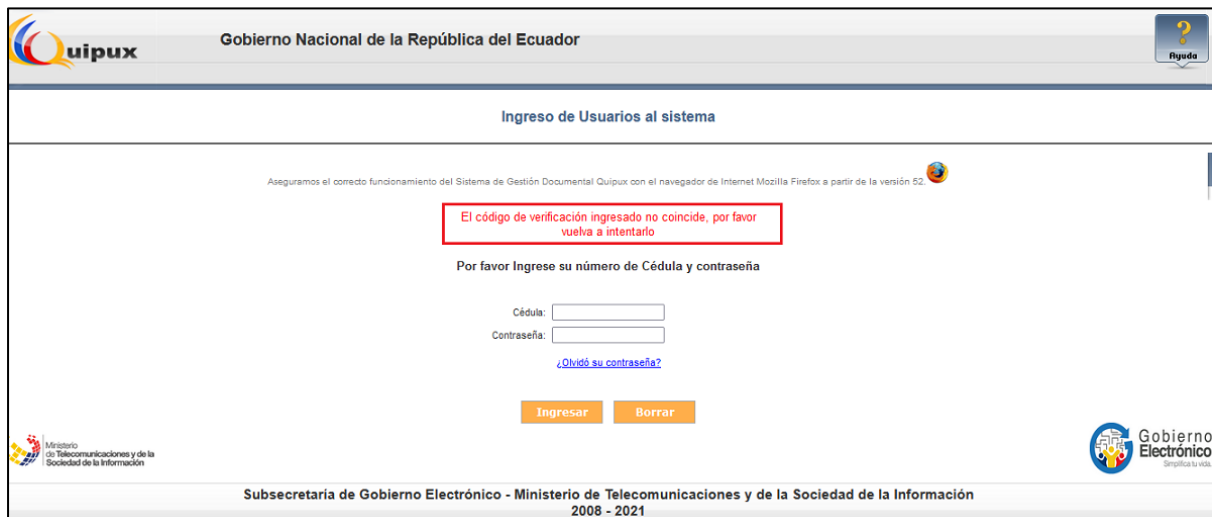 Quipux
Gobierno Nacional de la República del Ecuador
?
Ayuda
Ingreso de Usuarios al sistema
Aseguramos el correcto funcionamiento del Sistema de Gestión Documental Quipux con el navegador de Internet Mozilla Firefox a partir de la versión 52.
El código de verificación ingresado no coincide, por favor
vuelva a intentarlo
Por favor Ingrese su número de Cédula y contraseña
Cédula:
Contraseña:
¿Olvidó su contraseña?
Ingresar Borrar
Ministerio
de Telecomunicaciones y de la
Sociedad de la Información
Gobierno
Electrónico
Simplifica tu vida.
Subsecretaría de Gobierno Electrónico - Ministerio de Telecomunicaciones y de la Sociedad de la Información
2008 - 2021